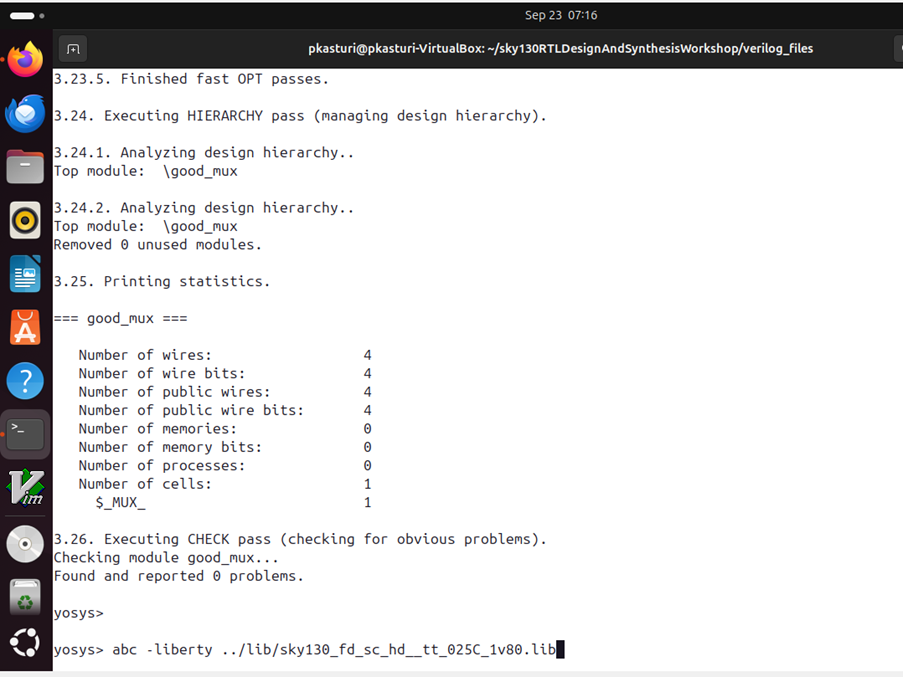 Sep 23 07:16
pkasturi@pkasturi-VirtualBox: ~/sky130RTLDesignAndSynthesisWorkshop/verilog_files
3.23.5. Finished fast OPT passes.
3.24. Executing HIERARCHY pass (managing design hierarchy).
3.24.1. Analyzing design hierarchy..
Top module:  \good_mux
3.24.2. Analyzing design hierarchy..
Top module:  \good_mux
Removed 0 unused modules.
3.25. Printing statistics.
=== good_mux ===
   Number of wires:                  4
   Number of wire bits:              4
   Number of public wires:           4
   Number of public wire bits:       4
   Number of memories:               0
   Number of memory bits:            0
   Number of processes:              0
   Number of cells:                  1
     $_MUX_                          1
3.26. Executing CHECK pass (checking for obvious problems).
Checking module good_mux...
Found and reported 0 problems.
yosys>
yosys> abc -liberty ../lib/sky130_fd_sc_hd__tt_025C_1v80.lib